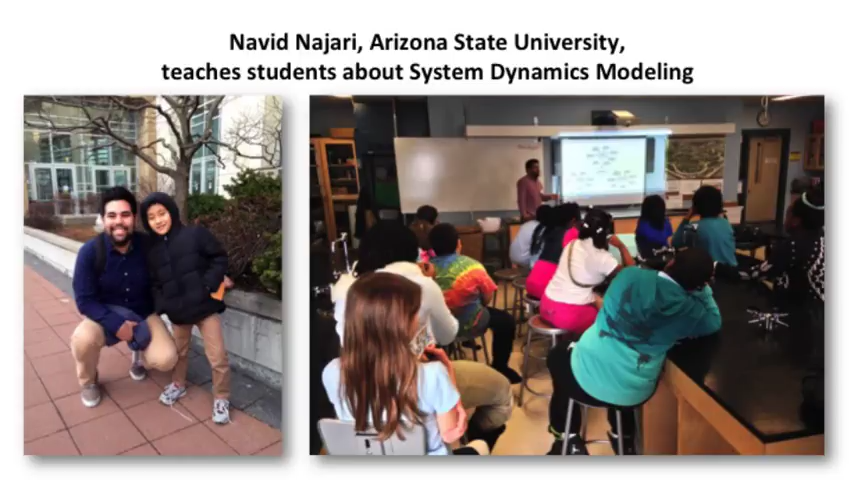 Navid Najari, Arizona State University,
teaches students about System Dynamics Modeling